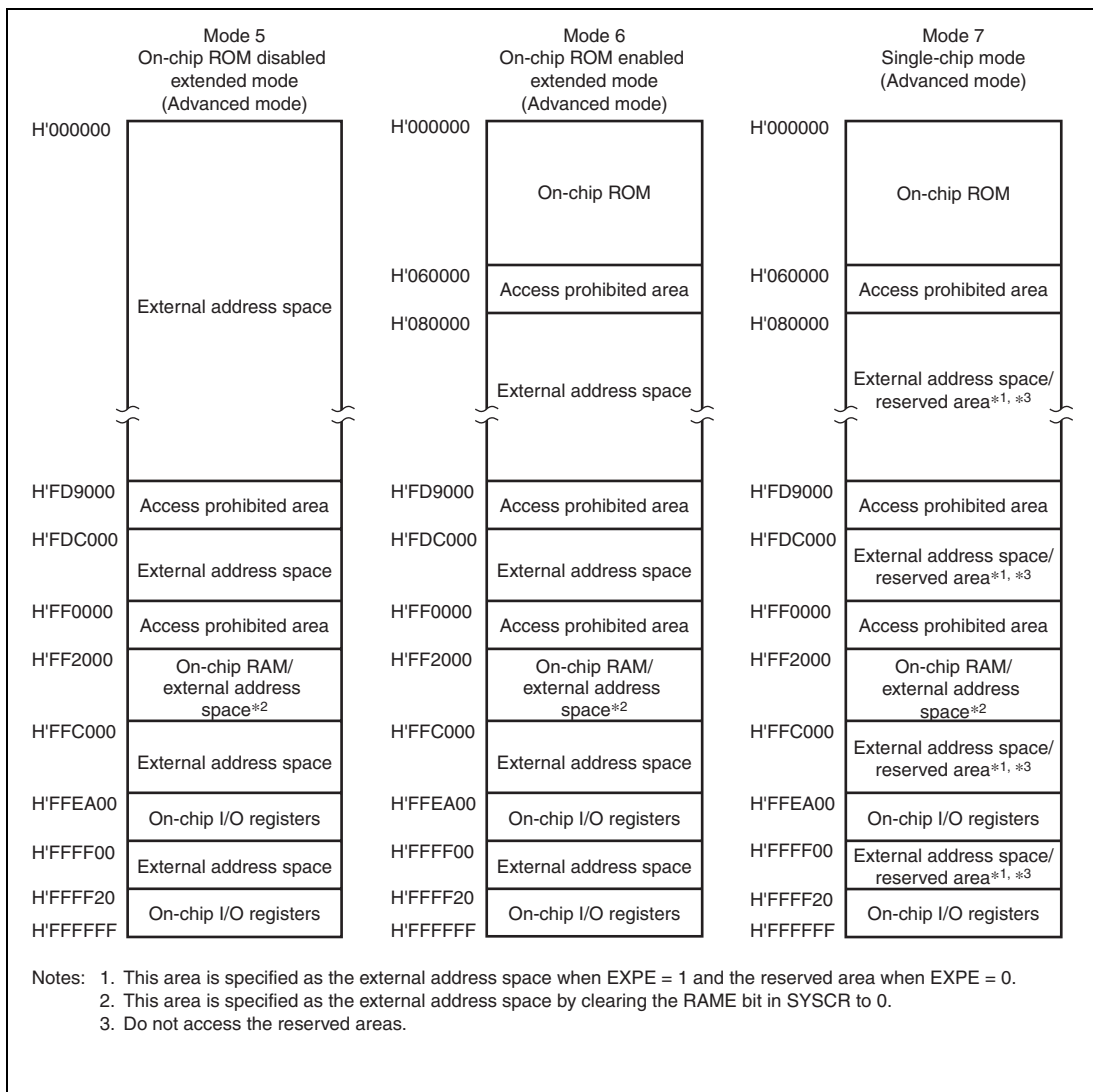 Mode 5
On-chip ROM disabled
extended mode
(Advanced mode)
H'000000
External address space
H'FD9000
Access prohibited area
H'FDC000
External address space
H'FF0000
Access prohibited area
H'FF2000
On-chip RAM/
external address
space*2
H'FFC000
External address space
H'FFEA00
On-chip I/O registers
H'FFFF00
External address space
H'FFFF20
On-chip I/O registers
H'FFFFFF
Mode 6
On-chip ROM enabled
extended mode
(Advanced mode)
H'000000
On-chip ROM
H'060000
Access prohibited area
H'080000
External address space
H'FD9000
Access prohibited area
H'FDC000
External address space
H'FF0000
Access prohibited area
H'FF2000
On-chip RAM/
external address
space*2
H'FFC000
External address space
H'FFEA00
On-chip I/O registers
H'FFFF00
External address space
H'FFFF20
On-chip I/O registers
H'FFFFFF
Mode 7
Single-chip mode
(Advanced mode)
H'000000
On-chip ROM
H'060000
Access prohibited area
H'080000
External address space/
reserved area*1, *3
H'FD9000
Access prohibited area
H'FDC000
External address space/
reserved area*1, *3
H'FF0000
Access prohibited area
H'FF2000
On-chip RAM/
external address
space*2
H'FFC000
External address space/
reserved area*1, *3
H'FFEA00
On-chip I/O registers
H'FFFF00
External address space/
reserved area*1, *3
H'FFFF20
On-chip I/O registers
H'FFFFFF
Notes: 1. This area is specified as the external address space when EXPE = 1 and the reserved area when EXPE = 0.
2. This area is specified as the external address space by clearing the RAME bit in SYSCR to 0.
3. Do not access the reserved areas.